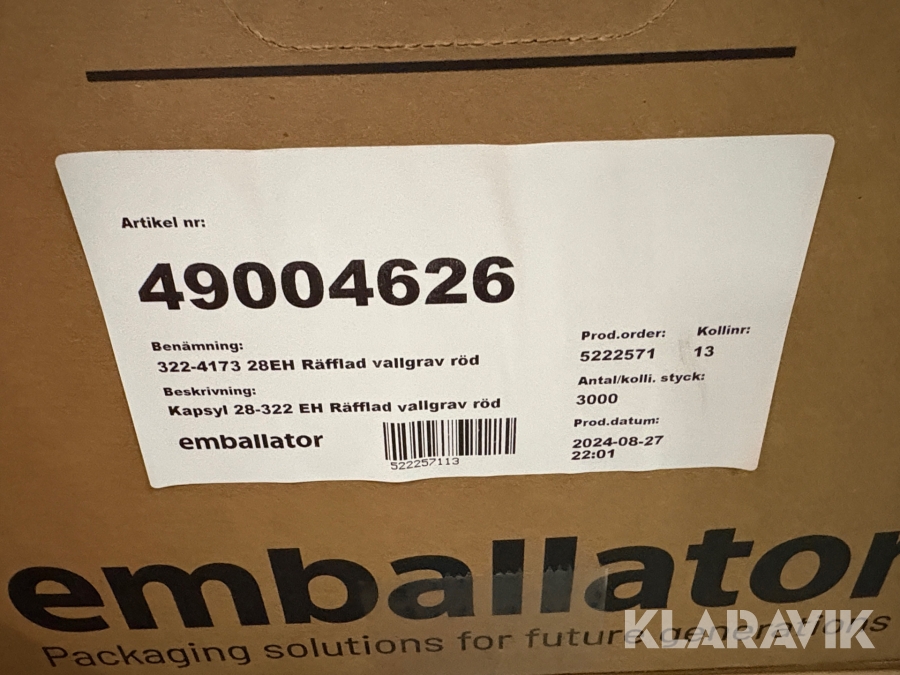 Artikel nr:
49004626
Benämning:
322-4173 28EH Räfflad vallgrav röd
Beskrivning:
Kapsyl 28-322 EH Räfflad vallgrav röd
emballator
522257113
Prod.order: Kollinr:
5222571 13
Antal/kolli. styck:
3000
Prod.datum:
2024-08-27
22:01
emballator
Packaging solutions for future generations
KLARAVIK